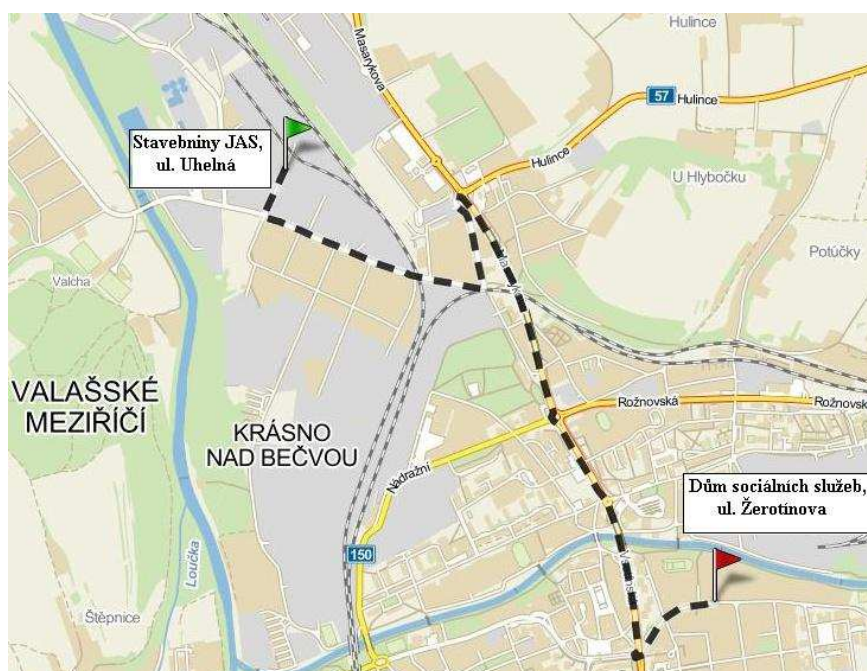 Hulince
Masarykova
57
Hulince
Stavebniny JAS,
ul. Uhelná
Hulince
U Hlybočku
Potůčky
Valcha
VALAŠSKÉ
MEZIŘÍČÍ
Rožnovská
Rožnovsk
KRÁSNO
NAD BEČVOU
Nádražní
Dům sociálních služeb,
ul. Žerotínova
150
Loučka
Štěpnice